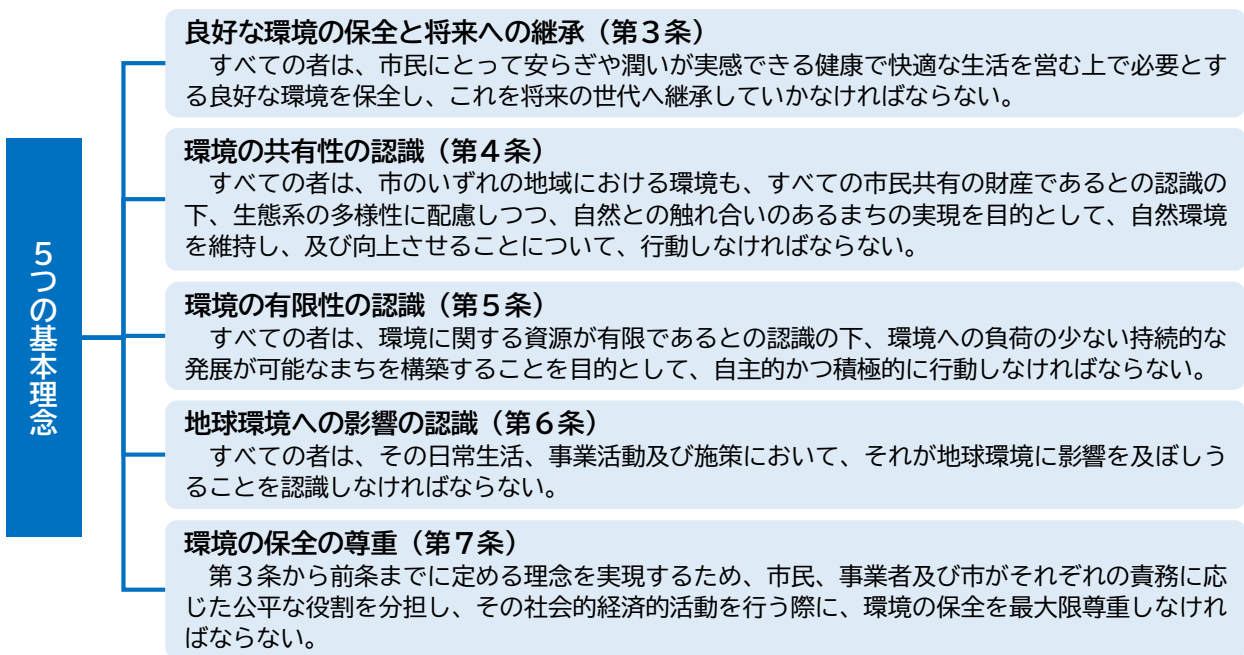 5つの基本理念
良好な環境の保全と将来への継承（第３条）
　すべての者は、市民にとって安らぎや潤いが実感できる健康で快適な生活を営む上で必要とす
る良好な環境を保全し、これを将来の世代へ継承していかなければならない。
環境の共有性の認識（第４条）
　すべての者は、市のいずれの地域における環境も、すべての市民共有の財産であるとの認識の
下、生態系の多様性に配慮しつつ、自然との触れ合いのあるまちの実現を目的として、自然環境
を維持し、及び向上させることについて、行動しなければならない。
環境の有限性の認識（第５条）
　すべての者は、環境に関する資源が有限であるとの認識の下、環境への負荷の少ない持続的な
発展が可能なまちを構築することを目的として、自主的かつ積極的に行動しなければならない。
地球環境への影響の認識（第６条）
　すべての者は、その日常生活、事業活動及び施策において、それが地球環境に影響を及ぼしう
ることを認識しなければならない。
環境の保全の尊重（第７条）
　第３条から前条までに定める理念を実現するため、市民、事業者及び市がそれぞれの責務に応
じた公平な役割を分担し、その社会的経済的活動を行う際に、環境の保全を最大限尊重しなけれ
ばならない。